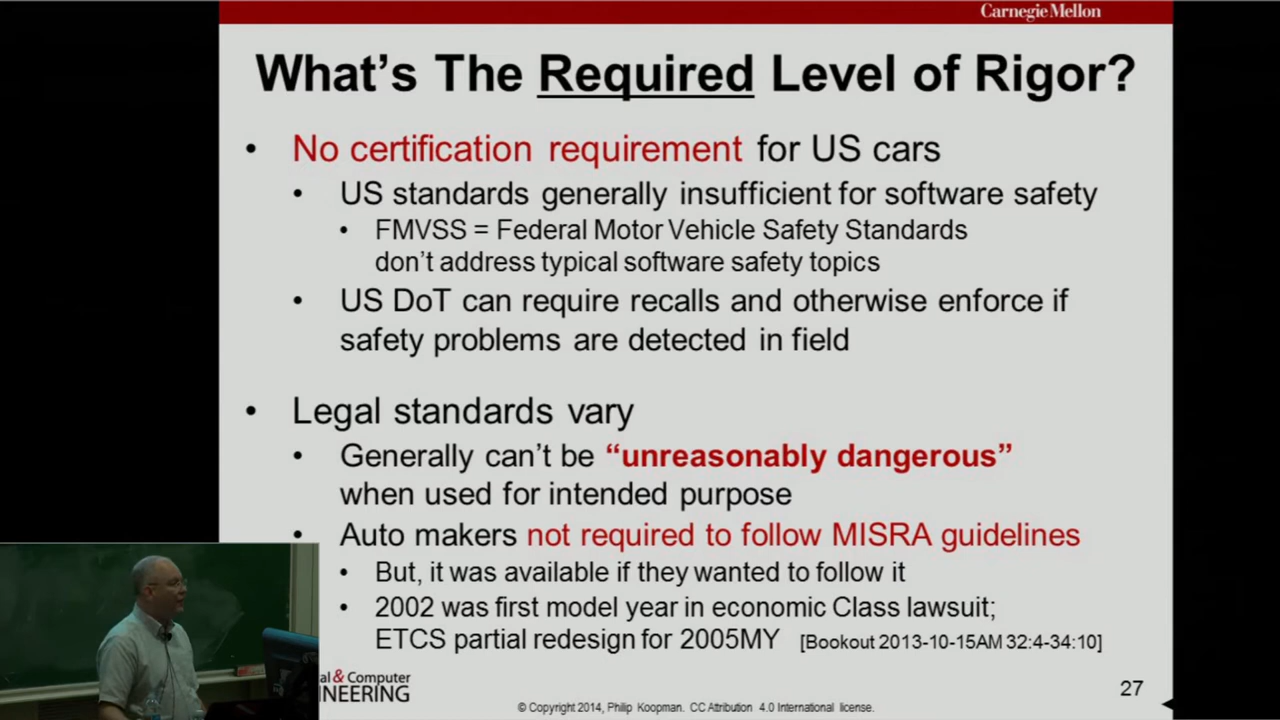 Carnegie Mellon
What's The Required Level of Rigor?
• No certification requirement for US cars
• US standards generally insufficient for software safety
• FMVSS = Federal Motor Vehicle Safety Standards
don't address typical software safety topics
• US DoT can require recalls and otherwise enforce if
safety problems are detected in field
• Legal standards vary
• Generally can't be “unreasonably dangerous”
when used for intended purpose
• Auto makers not required to follow MISRA guidelines
• But, it was available if they wanted to follow it
• 2002 was first model year in economic Class lawsuit;
ETCS partial redesign for 2005MY [Bookout 2013-10-15AM 32:4-34:10]
al & Computer
INEERING
© Copyright 2014, Philip Koopman. CC Attribution 4.0 International license.
27